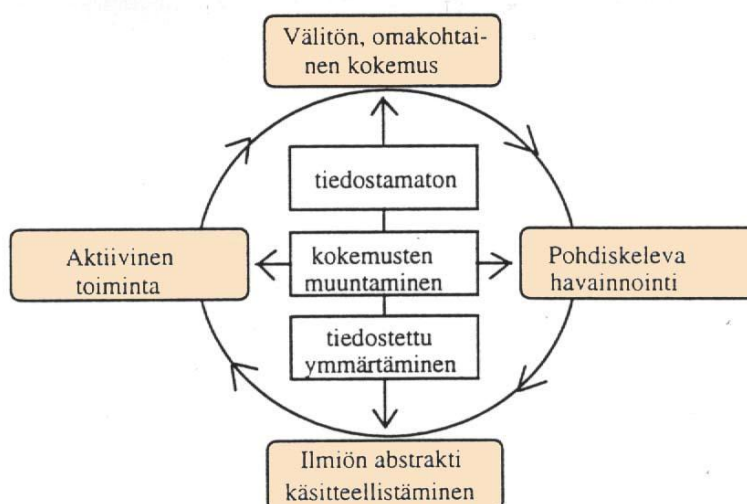 Välitön, omakohtai-
nen kokemus
tiedostamaton
Aktiivinen
toiminta
kokemusten
muuntaminen
Pohdiskeleva
havainnointi
tiedostettu
ymmärtäminen
Ilmiön abstrakti
käsitteellistäminen